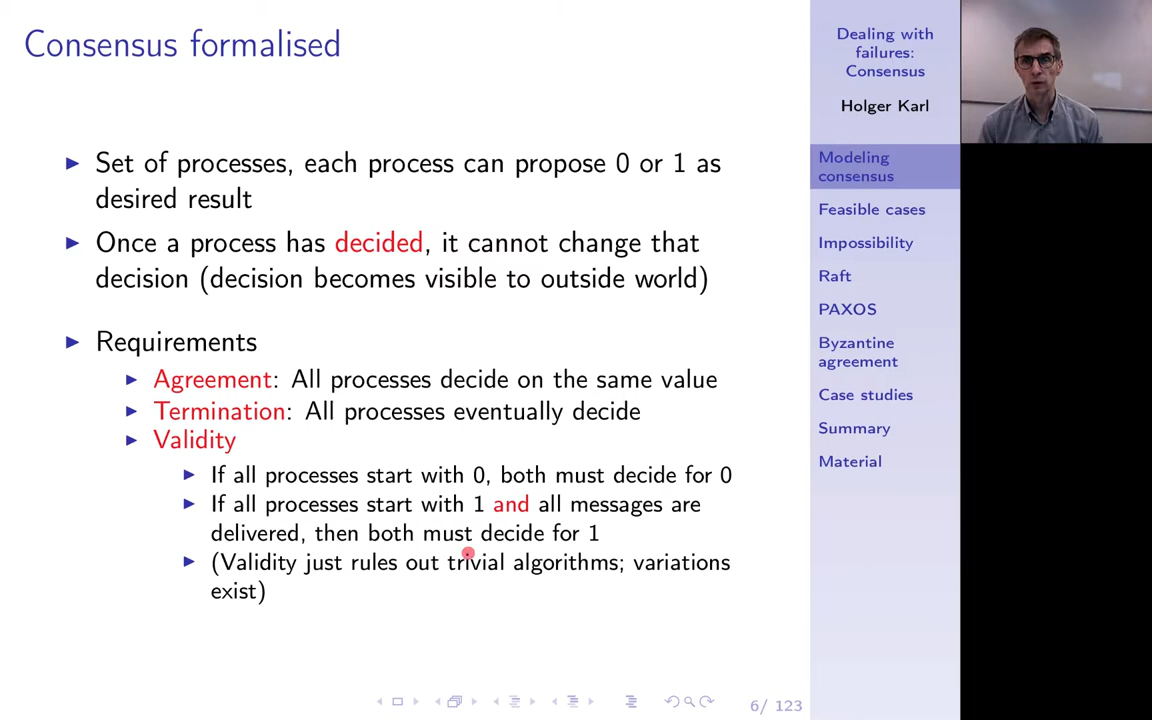 Consensus formalised
Set of processes, each process can propose 0 or 1 as
desired result
Once a process has decided, it cannot change that
decision (decision becomes visible to outside world)
Requirements
Agreement: All processes decide on the same value
Termination: All processes eventually decide
Validity
If all processes start with 0, both must decide for 0
If all processes start with 1 and all messages are
delivered, then both must decide for 1
(Validity just rules out trivial algorithms; variations
exist)
6/ 123
Dealing with
failures:
Consensus
Holger Karl
Modeling
consensus
Feasible cases
Impossibility
Raft
PAXOS
Byzantine
agreement
Case studies
Summary
Material